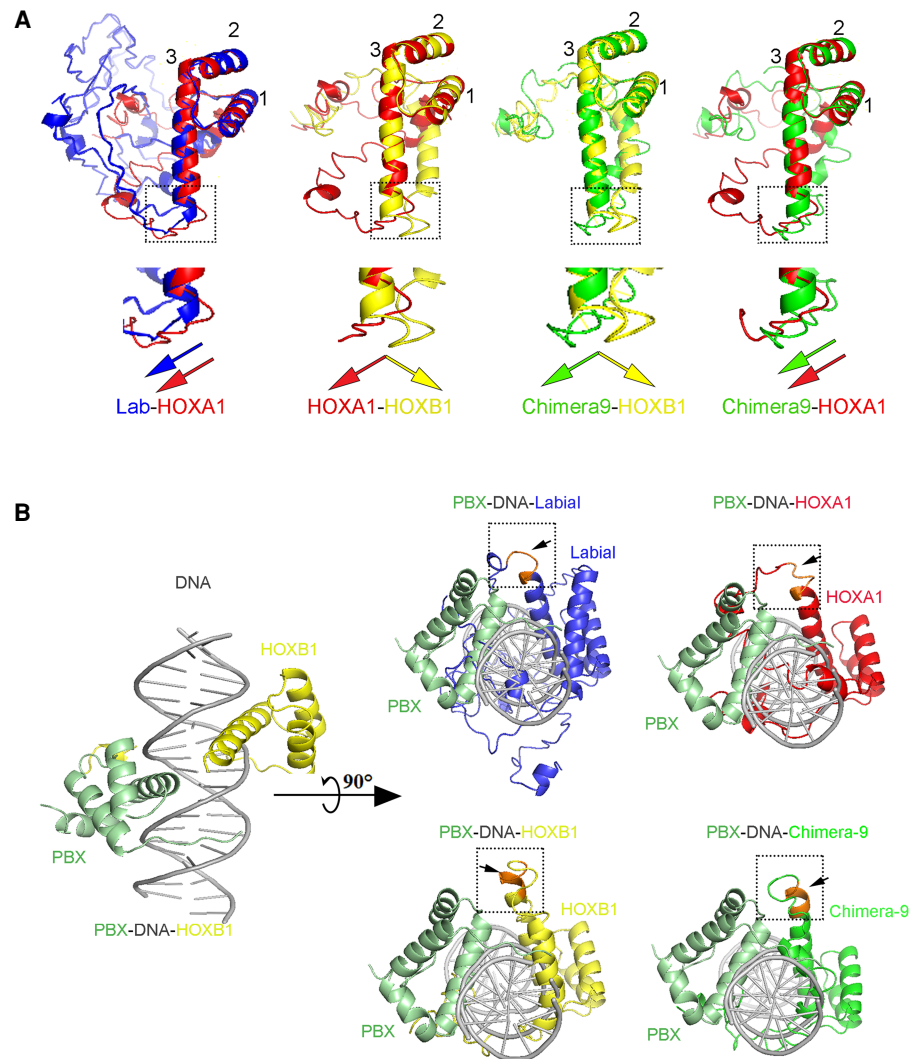 A
3
2
1
3
2
1
3
2
1
3
2
1
Lab-HOXA1
HOXA1-HOXB1
Chimera9-HOXB1
Chimera9-HOXA1
B
DNA
HOXB1
PBX
PBX-DNA-HOXB1
90°
PBX-DNA-Labial
Labial
PBX
PBX-DNA-HOXA1
HOXA1
PBX
PBX-DNA-HOXB1
HOXB1
PBX
PBX-DNA-Chimera-9
Chimera-9
PBX